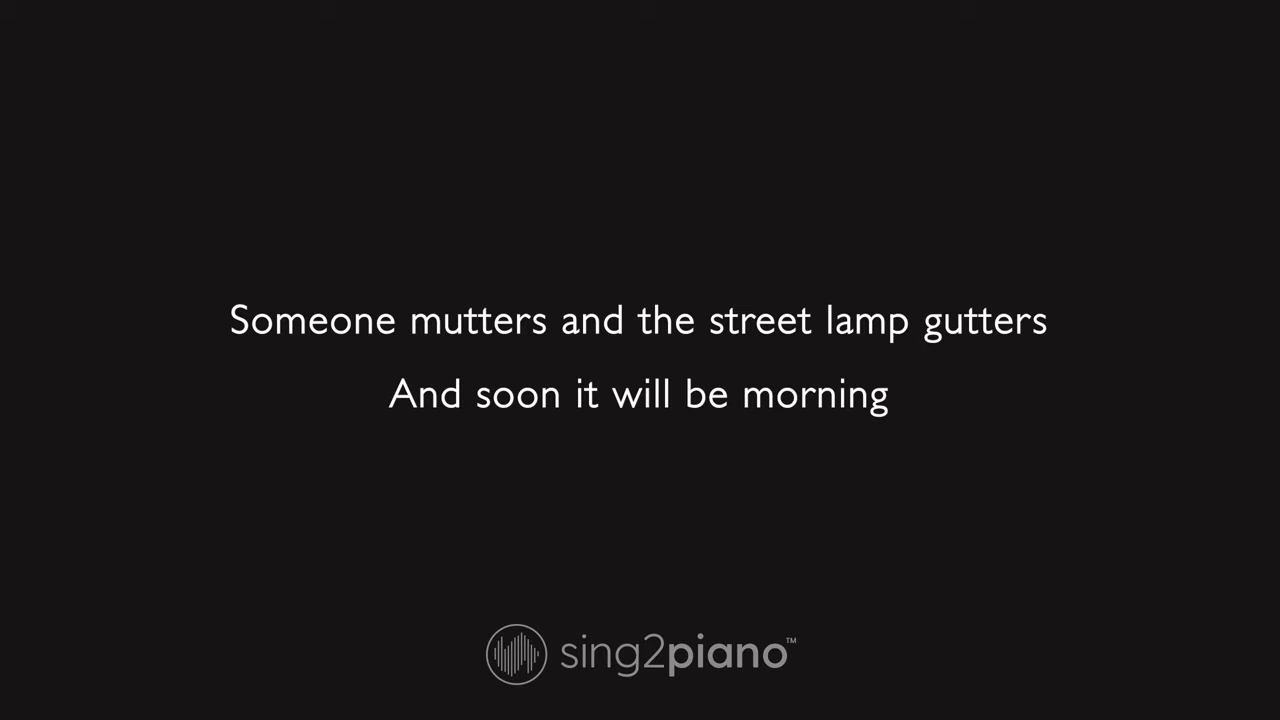 Someone mutters and the street lamp gutters
And soon it will be morning
sing2piano™